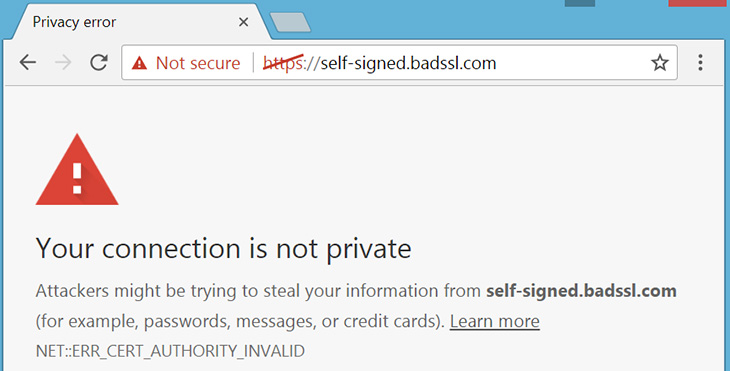 Privacy error
Not secure https://self-signed.badssl.com
Your connection is not private
Attackers might be trying to steal your information from self-signed.badssl.com
(for example, passwords, messages, or credit cards). Learn more
NET::ERR_CERT_AUTHORITY_INVALID